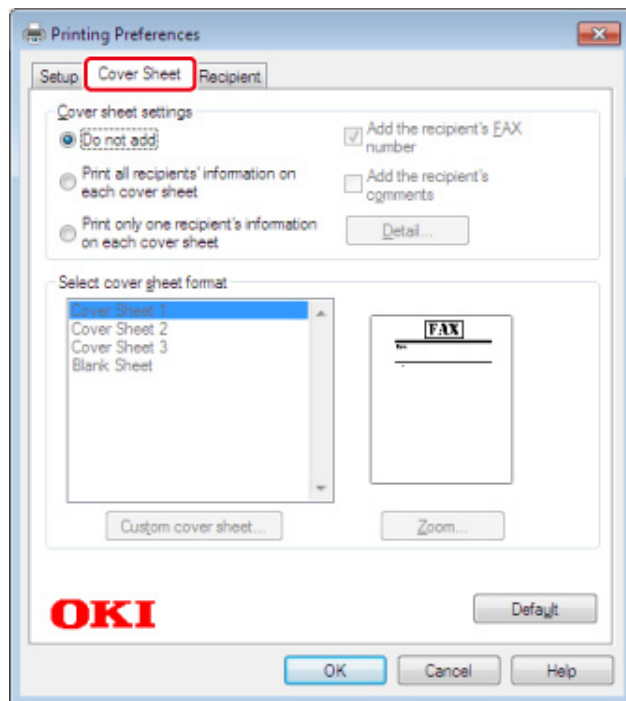 Printing Preferences
Setup Cover Sheet Recipient
Cover sheet settings
Do not add
Print all recipients' information on
each cover sheet
Print only one recipient's information
on each cover sheet
Add the recipient's FAX
number
Add the recipient's
comments
Detail...
Select cover sheet format
Cover Sheet 1
Cover Sheet 2
Cover Sheet 3
Blank Sheet
FAX
Custom cover sheet...
Zoom...
OKI
Default
OK Cancel Help